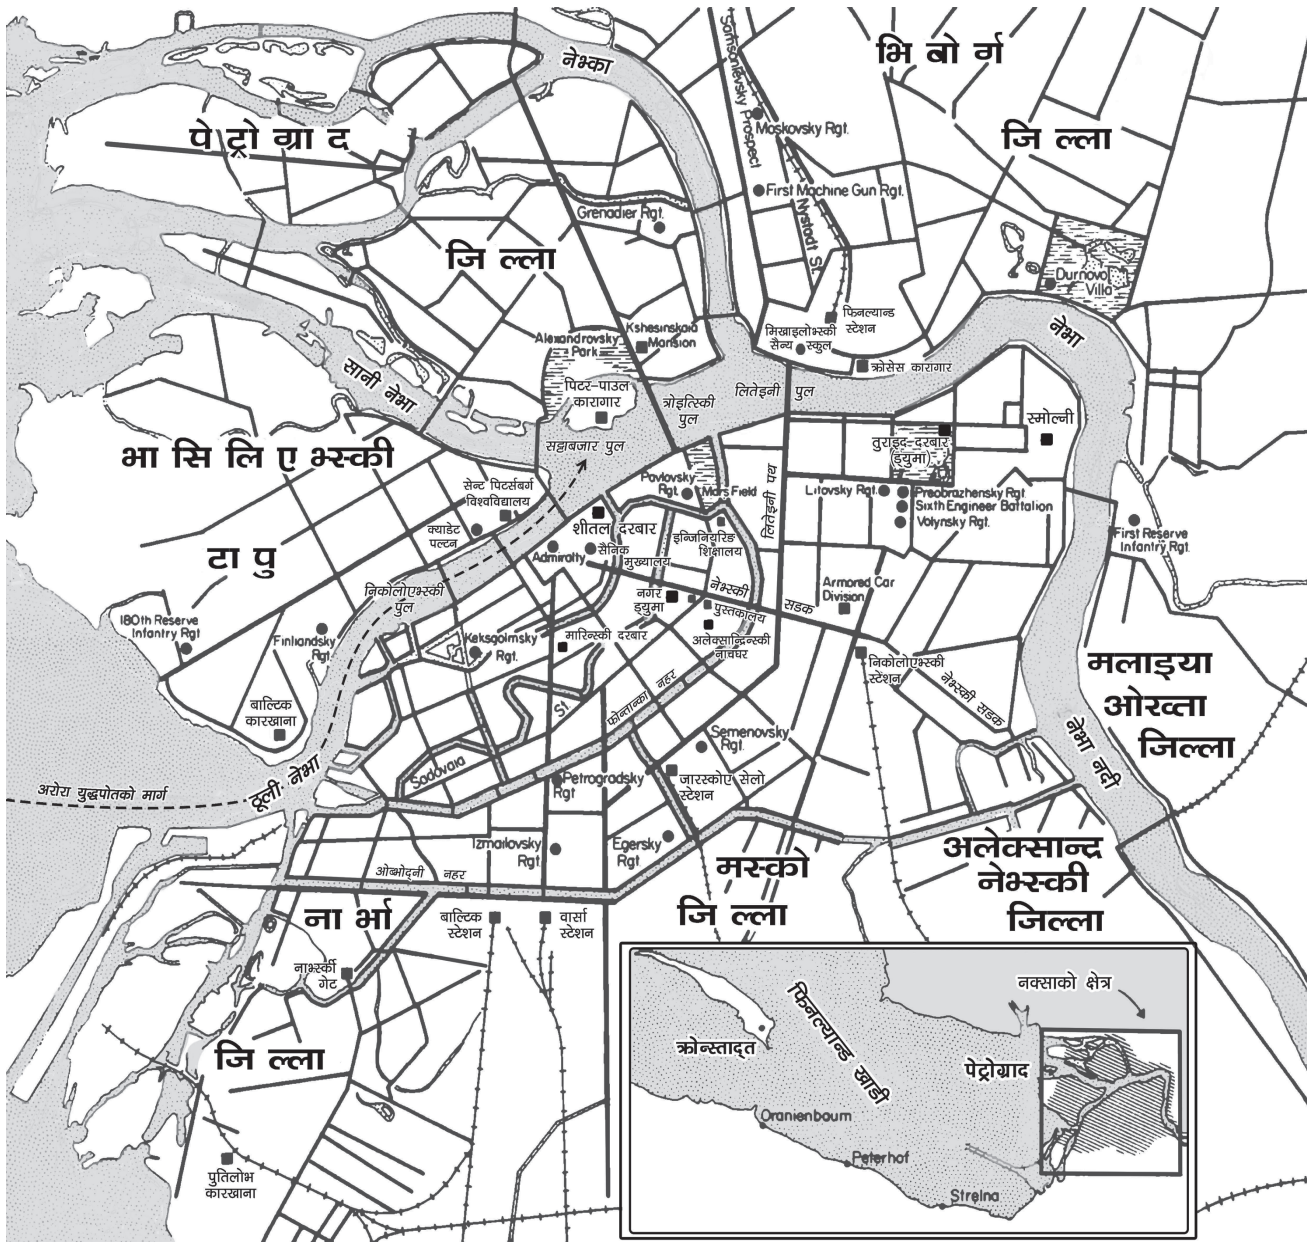 नेभ्का
भि बो र्ग
जि ल्ला
पे ट्रो ग्रा द
जि ल्ला
Samsonievsky Prospect
Moskovsky Rgt.
First Machine Gun Rgt.
Nystadt St.
Grenadier Rgt.
Durnovo
Villa
फिनल्यान्ड
स्टेशन
मिखाइलोभ्स्की
सैन्य स्कुल
Kshesinskaia
Mansion
Alexandrovsky
Park
पिटर-पाउल
कारागार
क्रोसेस कारागार
नेभा
सानी नेभा
त्रोइत्स्की
पुल
लितेइनी पुल
सट्टाबजार पुल
स्मोल्नी
तुराइद-दरबार
(ड्युमा)
भा सि लि ए भ्स्की
टा पु
सेन्ट पिटर्सबर्ग
विश्वविद्यालय
क्याडेट
पल्टन
Pavlovsky
Rgt.
Mars Field
लितेइनी पथ
Litovsky Rgt.
Preobrazhensky Rgt.
Sixth Engineer Battalion
Volynsky Rgt.
First Reserve
Infantry Rgt.
शीतल दरबार
Admiralty
सैनिक
मुख्यालय
इन्जिनियरिङ
शिक्षालय
निकोलोएभ्स्की
पुल
नगर
ड्युमा
नेभ्स्की
सडक
पुस्तकालय
Armored Car
Division
180th Reserve
Infantry Rgt
Finliandsky
Rgt.
Keksgolmsky
Rgt.
मारिन्स्की दरबार
अलेक्सान्द्रिन्स्की
नाचघर
निकोलोएभ्स्की
स्टेशन
नेभ्स्की सडक
मलाइया
ओख्ता
जिल्ला
बाल्टिक
कारखाना
फोन्तान्का नहर
Sadovaia
St.
Semenovsky
Rgt.
जारस्कोए सेलो
स्टेशन
नेभा नदी
ठूली नेभा
अरोरा युद्धपोतको मार्ग
Petrogradsky
Rgt
Izmailovsky
Rgt.
Egersky
Rgt
ओब्भोद्नी नहर
मस्को
जि ल्ला
अलेक्सान्द्र
नेभ्स्की
जिल्ला
ना र्भा
जि ल्ला
बाल्टिक
स्टेशन
वार्सा
स्टेशन
नार्भ्स्की
गेट
पुतिलोभ
कारखाना
नक्साको क्षेत्र
क्रोन्स्ताद्त
फिनल्यान्ड खाडी
पेट्रोग्राद
Oranienbaum
Peterhof
Strelna